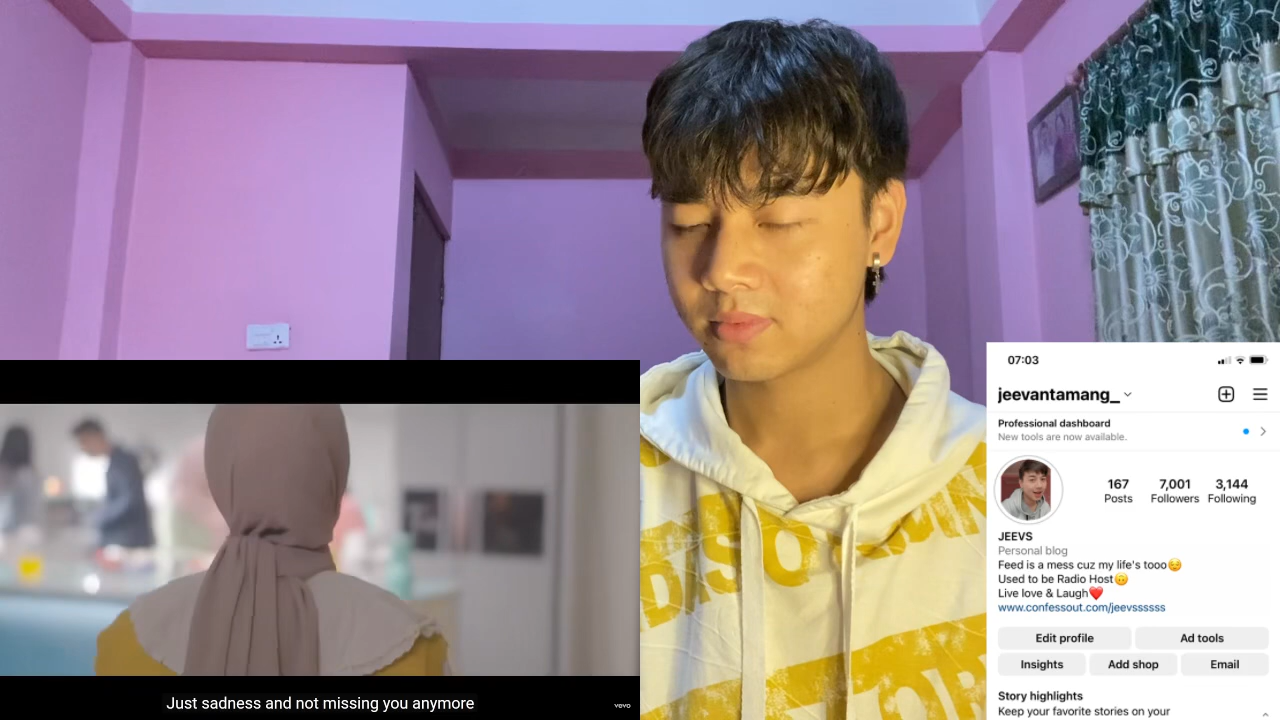 07:03
jeevantamang_
Professional dashboard
New tools are now available.
167 7,001 3,144
Posts Followers Following
JEEVS
Personal blog
Feed is a mess cuz my life's tooo😏
Used to be Radio Host🙃
Live love & Laugh❤️
www.confessout.com/jeevssssss
Edit profile Ad tools
Insights Add shop Email
Story highlights
Keep your favorite stories on your
Just sadness and not missing you anymore
vevo